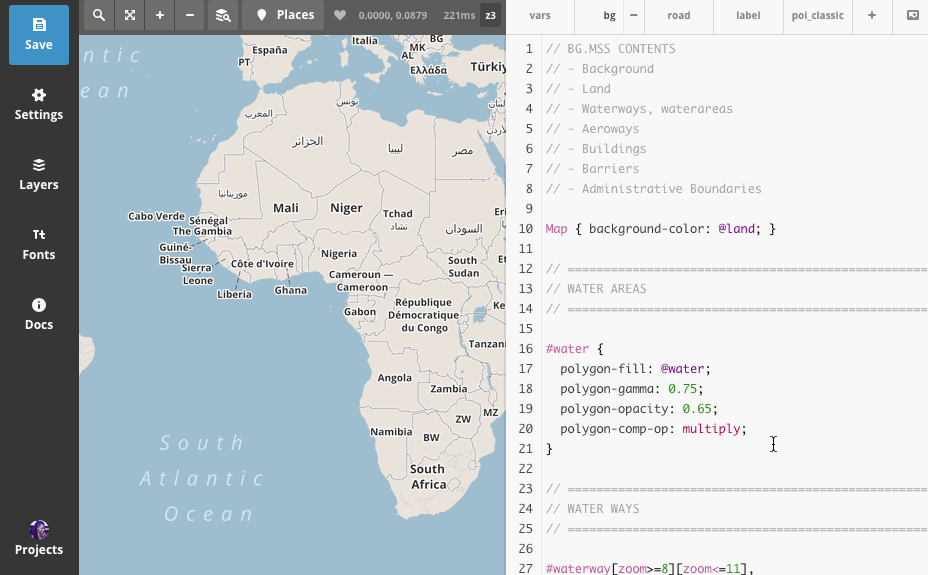 Save
Settings
Layers
Tt
Fonts
Docs
Projects
Places
0.0000, 0.0879
221ms
z3
España
PT
Italia
BG
MK
AL
Ελλάδα
Türkiy
تونس
المغرب
الجزائر
ليبيا
مصر
موريتانيا
Mali
Niger
Tchad
تشاد
السودان
Eri
Cabo Verde
Sénégal
The Gambia
Guiné-
Bissau
Sierra
Leone
Côte d'Ivoire
Liberia
Ghana
Nigeria
Cameroon —
Cameroon
South
Sudan
Et
Gabon
République
Démocratique
du Congo
Ke
Tanzani
Angola
Zambia
ZW
MZ
Namibia
BW
South
Africa
ntic
ean
South
Atlantic
Ocean
vars
bg
road
label
poi_classic
1 // BG.MSS CONTENTS
2 // - Background
3 // - Land
4 // - Waterways, waterareas
5 // - Aeroways
6 // - Buildings
7 // - Barriers
8 // - Administrative Boundaries
9
10 Map { background-color: @land; }
11
12 // ==================================================
13 // WATER AREAS
14 // ==================================================
15
16 #water {
17 polygon-fill: @water;
18 polygon-gamma: 0.75;
19 polygon-opacity: 0.65;
20 polygon-comp-op: multiply;
21 }
22
23 // ==================================================
24 // WATER WAYS
25 // ==================================================
26
27 #waterway[zoom>=8][zoom<=11],